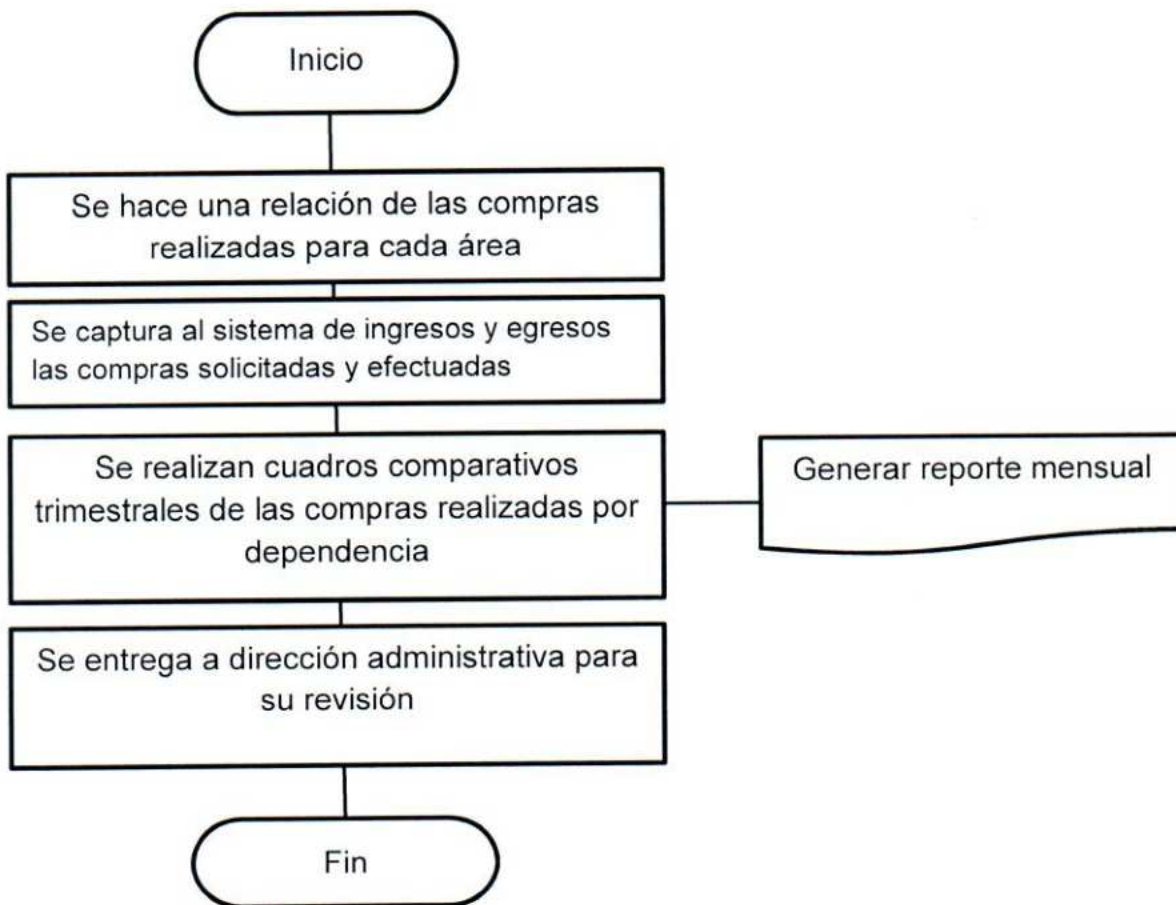 Inicio
Se hace una relación de las compras
realizadas para cada área
Se captura al sistema de ingresos y egresos
las compras solicitadas y efectuadas
Se realizan cuadros comparativos
trimestrales de las compras realizadas por
dependencia
Generar reporte mensual
Se entrega a dirección administrativa para
su revisión
Fin